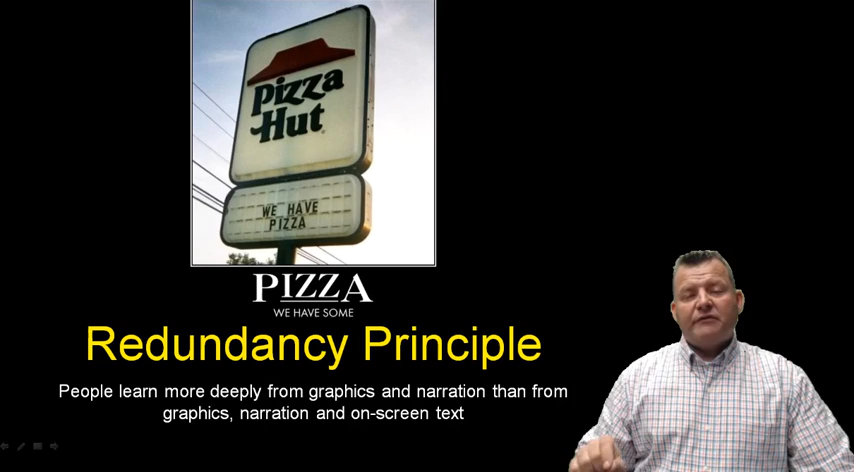 Pizza
Hut
WE HAVE
PIZZA
PIZZA
WE HAVE SOME
Redundancy Principle
People learn more deeply from graphics and narration than from
graphics, narration and on-screen text